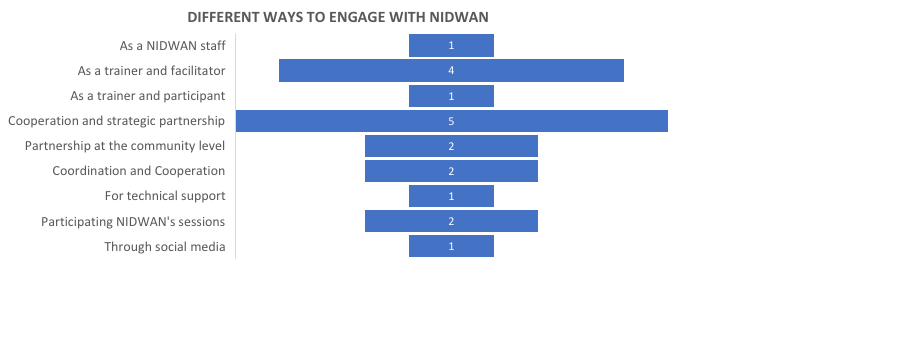 DIFFERENT WAYS TO ENGAGE WITH NIDWAN
As a NIDWAN staff 1
As a trainer and facilitator 4
As a trainer and participant 1
Cooperation and strategic partnership 5
Partnership at the community level 2
Coordination and Cooperation 2
For technical support 1
Participating NIDWAN's sessions 2
Through social media 1